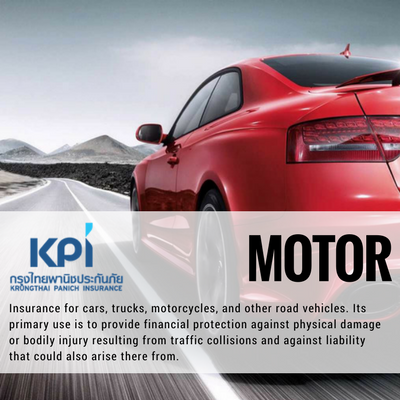 KPI
MOTOR
กรุงไทยพานิชประกันภัย
KRUNGTHAI PANICH INSURANCE
Insurance for cars, trucks, motorcycles, and other road vehicles. Its
primary use is to provide financial protection against physical damage
or bodily injury resulting from traffic collisions and against liability
that could also arise there from.